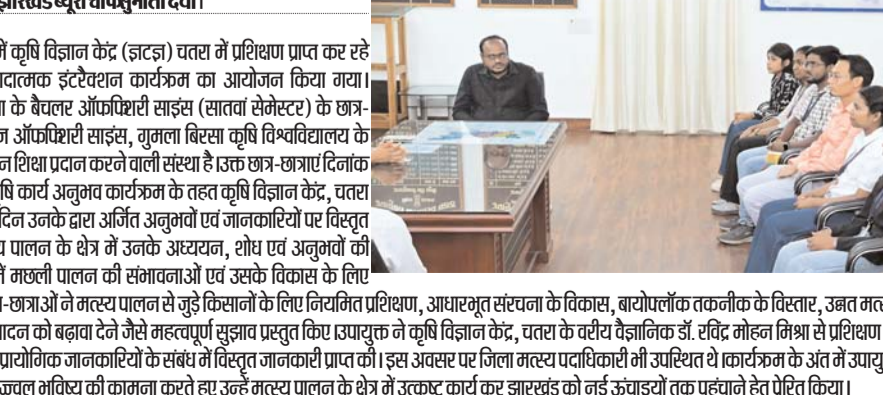 झारखंड ब्यूरो चीफ सुनीता देवी।
में कृषि विज्ञान केंद्र (ज्ञटज्ञ) चतरा में प्रशिक्षण प्राप्त कर रहे
दात्मक इंटरैक्शन कार्यक्रम का आयोजन किया गया।
के बैचलर ऑफफिशरी साइंस (सातवां सेमेस्टर) के छात्र-
ऑफफिशरी साइंस, गुमला बिरसा कृषि विश्वविद्यालय के
न शिक्षा प्रदान करने वाली संस्था है।उक्त छात्र-छात्राएं दिनांक
षि कार्य अनुभव कार्यक्रम के तहत कृषि विज्ञान केंद्र, चतरा
दिन उनके द्वारा अर्जित अनुभवों एवं जानकारियों पर विस्तृत
य पालन के क्षेत्र में उनके अध्ययन, शोध एवं अनुभवों की
में मछली पालन की संभावनाओं एवं उसके विकास के लिए
-छात्राओं ने मत्स्य पालन से जुड़े किसानों के लिए नियमित प्रशिक्षण, आधारभूत संरचना के विकास, बायोफ्लॉक तकनीक के विस्तार, उन्नत मत्स
पादन को बढ़ावा देने जैसे महत्वपूर्ण सुझाव प्रस्तुत किए।उपायुक्त ने कृषि विज्ञान केंद्र, चतरा के वरीय वैज्ञानिक डॉ. रविंद्र मोहन मिश्रा से प्रशिक्षण
प्रायोगिक जानकारियों के संबंध में विस्तृत जानकारी प्राप्त की। इस अवसर पर जिला मत्स्य पदाधिकारी भी उपस्थित थे।कार्यक्रम के अंत में उपायु
ज्ज्वल भविष्य की कामना करते हुए उन्हें मत्स्य पालन के क्षेत्र में उत्कृष्ट कार्य कर झारखंड को नई ऊंचाइयों तक पहुंचाने हेतु प्रेरित किया।